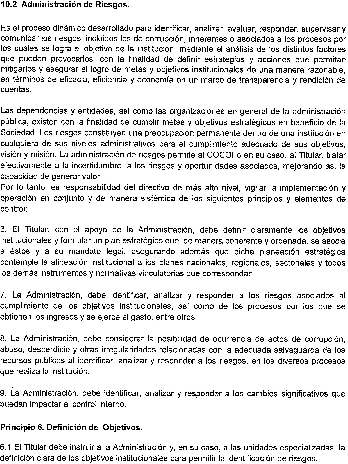 10.2 Administración de Riesgos.
Es el proceso dinámico desarrollado para identificar, analizar, evaluar, responder, supervisar y
comunicar los riesgos, incluidos los de corrupción, inherentes o asociados a los procesos por
los cuales se logra el objetivo de la institución, mediante el análisis de los distintos factores
que pueden provocarlos, con la finalidad de definir estrategias y acciones que permitan
mitigarlos y asegurar el logro de metas y objetivos institucionales de una manera razonable,
en términos de eficacia, eficiencia y economía en un marco de transparencia y rendición de
cuentas.
Las dependencias y entidades, así como las organizaciones en general de la administración
pública, existen con la finalidad de cumplir metas y objetivos estratégicos en beneficio de la
Sociedad. Los riesgos constituyen una preocupación permanente dentro de una institución en
cualquiera de sus niveles administrativos para el cumplimiento adecuado de sus objetivos,
visión y misión. La administración de riesgos permite al COCODI o en su caso, al Titular, tratar
efectivamente a la incertidumbre, a los riesgos y oportunidades asociados, mejorando así, la
capacidad de generar valor.
Por lo tanto, es responsabilidad del directivo de más alto nivel, vigilar la implementación y
operación en conjunto y de manera sistémica de los siguientes principios y elementos de
control:
6. El Titular, con el apoyo de la Administración, debe definir claramente los objetivos
institucionales y formular un plan estratégico que, de manera coherente y ordenada, se asocie
a éstos y a su mandato legal, asegurando además que dicha planeación estratégica
contemple la alineación institucional a los planes nacionales, regionales, sectoriales y todos
los demás instrumentos y normativas vinculatorias que correspondan.
7. La Administración, debe identificar, analizar y responder a los riesgos asociados al
cumplimiento de los objetivos institucionales, así como de los procesos por los que se
obtienen los ingresos y se ejerce el gasto, entre otros.
8. La Administración, debe considerar la posibilidad de ocurrencia de actos de corrupción,
abuso, desperdicio y otras irregularidades relacionadas con la adecuada salvaguarda de los
recursos públicos al identificar, analizar y responder a los riesgos, en los diversos procesos
que realiza la institución.
9. La Administración, debe identificar, analizar y responder a los cambios significativos que
puedan impactar al control interno.
Principio 6. Definición de Objetivos.
6.1 El Titular debe instruir a la Administración y, en su caso, a las unidades especializadas, la
definición clara de los objetivos institucionales para permitir la identificación de riesgos.